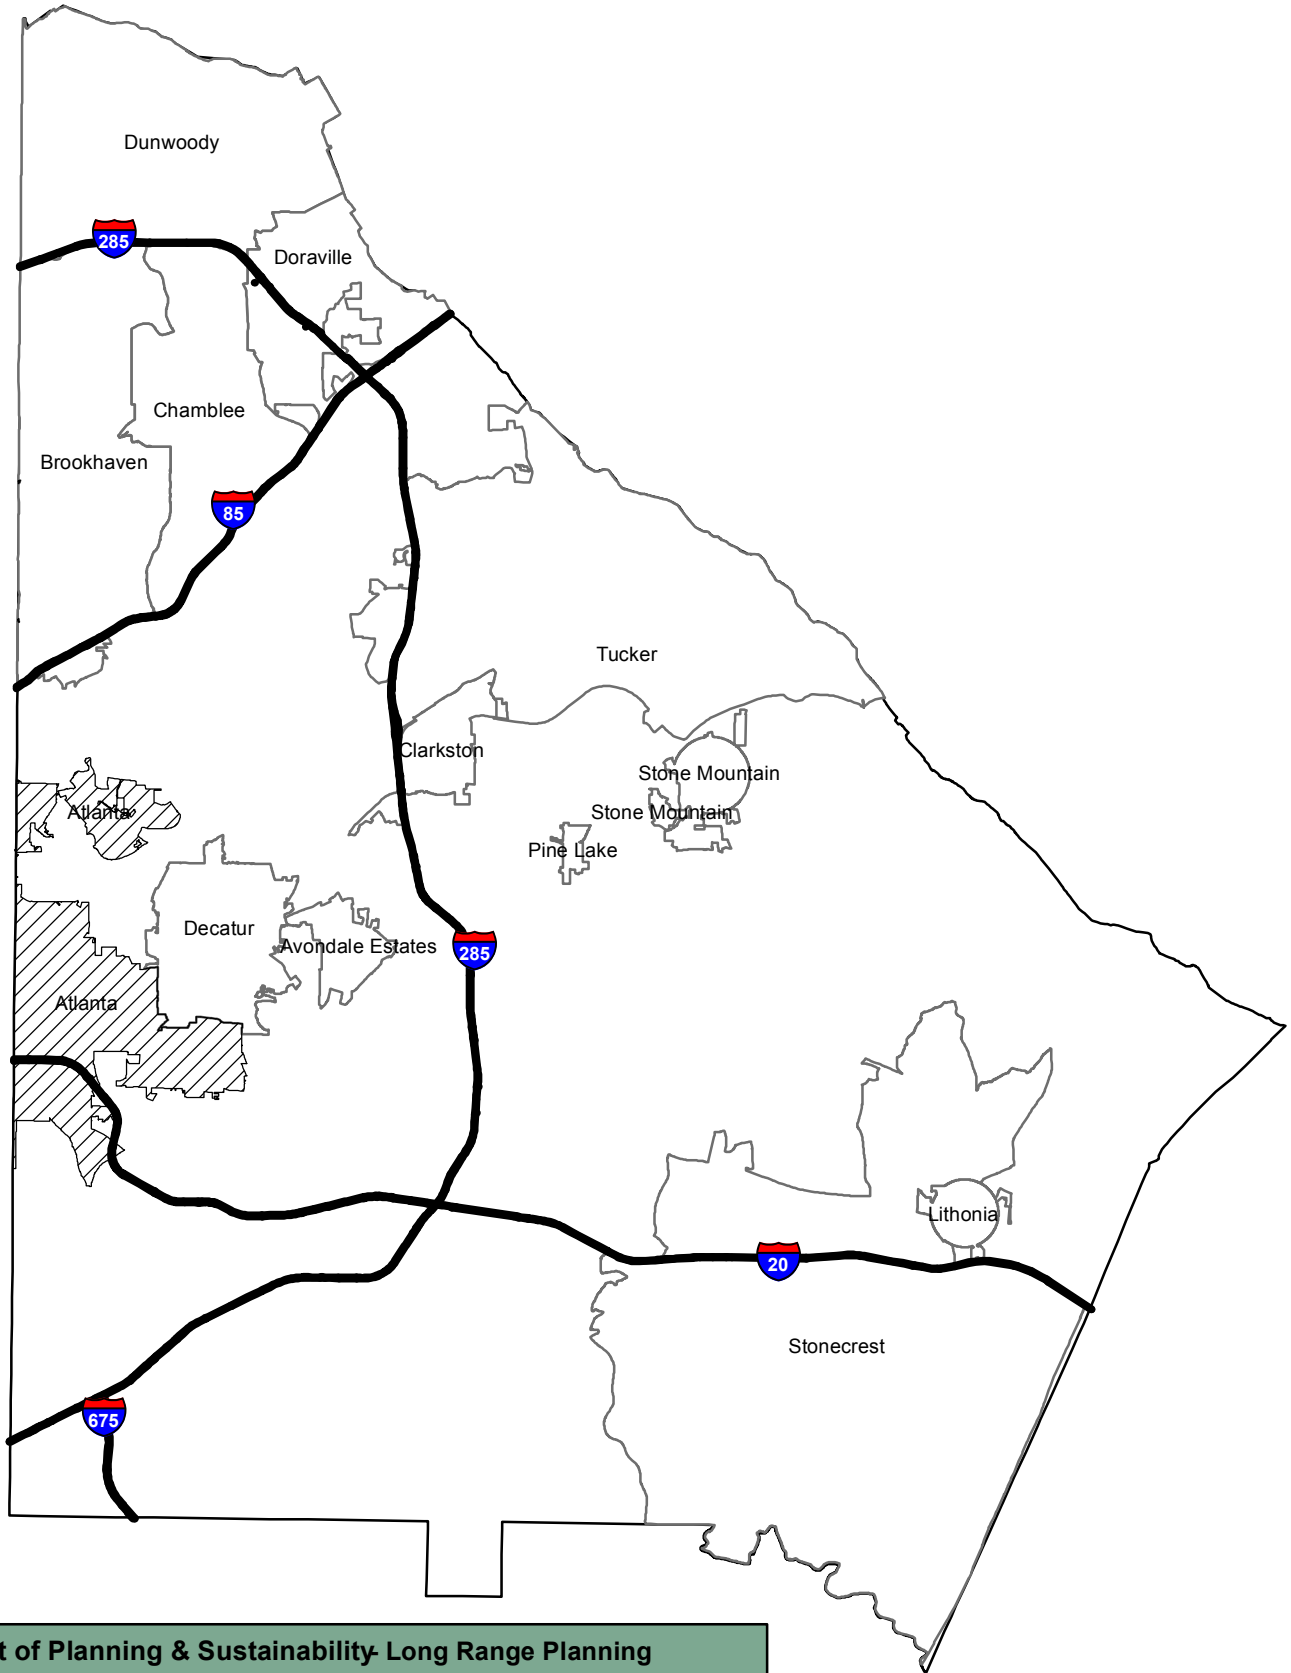 Dunwoody
285
Doraville
Chamblee
Brookhaven
85
Tucker
Clarkston
Stone Mountain
Atlanta
Stone Mountain
Pine Lake
Decatur
Avondale Estates
285
Atlanta
Lithonia
20
Stonecrest
675
t of Planning & Sustainability- Long Range Planning